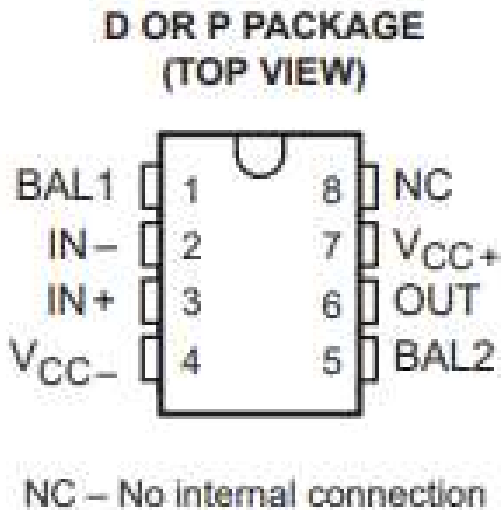 D OR P PACKAGE
(TOP VIEW)
BAL1 1 8 NC
IN− 2 7 VCC+
IN+ 3 6 OUT
VCC− 4 5 BAL2
NC – No internal connection